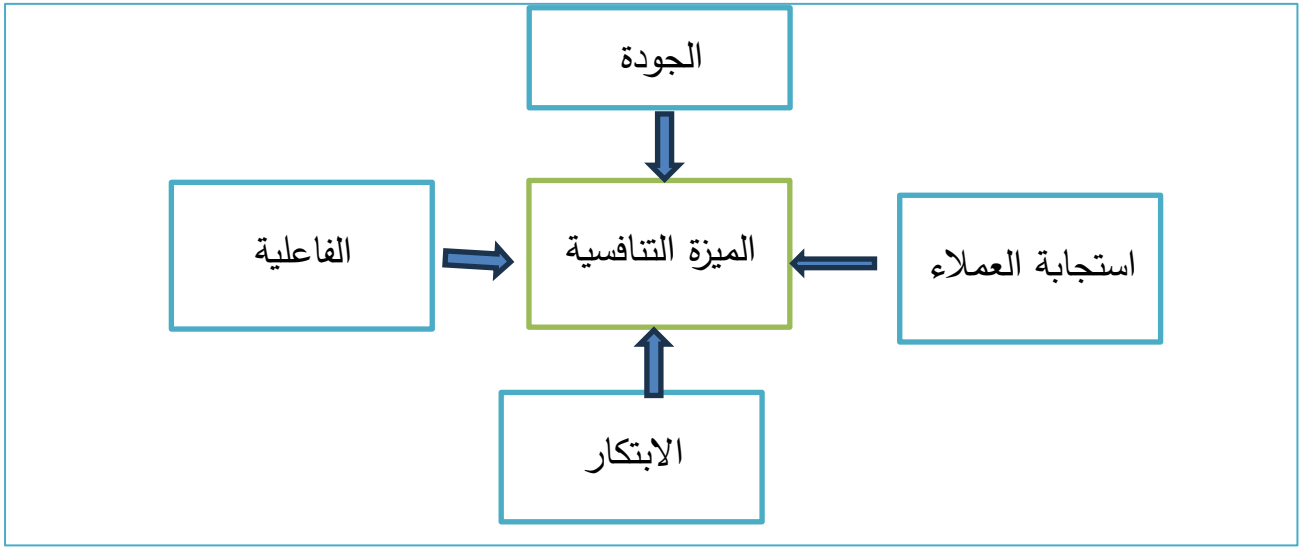 الجودة
استجابة العملاء
الميزة التنافسية
الفاعلية
الابتكار